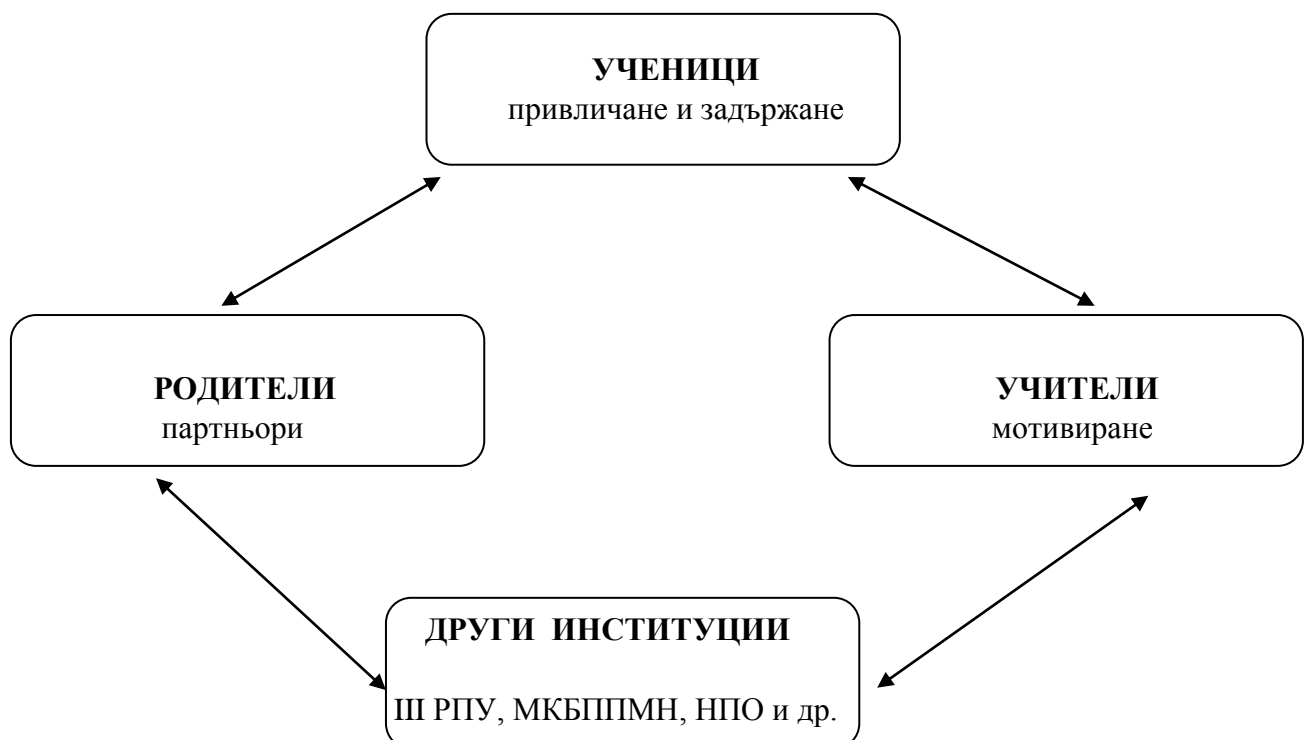 УЧЕНИЦИ
привличане и задържане
РОДИТЕЛИ
партньори
УЧИТЕЛИ
мотивиране
ДРУГИ ИНСТИТУЦИИ
III РПУ, МКБППМН, НПО и др.